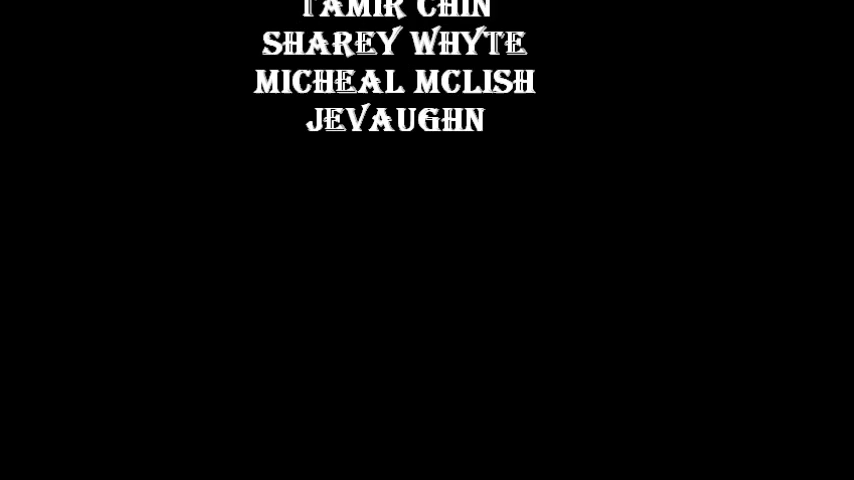 TAMIR CHIN
SHAREY WHYTE
MICHEAL MCLISH
JEVAUGHN